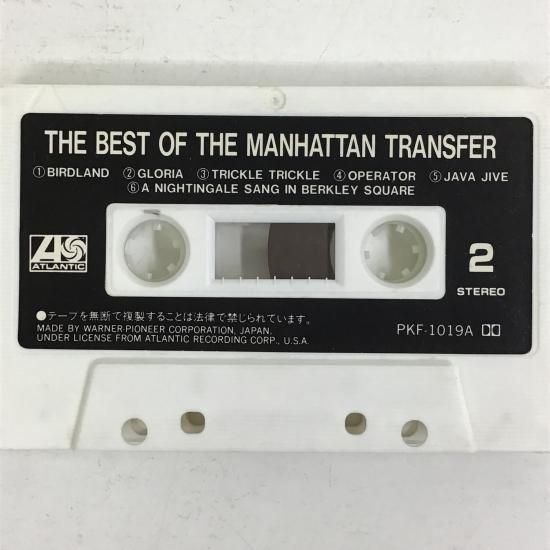 THE BEST OF THE MANHATTAN TRANSFER
①BIRDLAND ②GLORIA ③TRICKLE TRICKLE ④OPERATOR ⑤JAVA JIVE
⑥A NIGHTINGALE SANG IN BERKLEY SQUARE
ATLANTIC
2
STEREO
●テープを無断で複製することは法律で禁じられています。
MADE BY WARNER-PIONEER CORPORATION, JAPAN.
UNDER LICENSE FROM ATLANTIC RECORDING CORP., U.S.A.
PKF-1019A